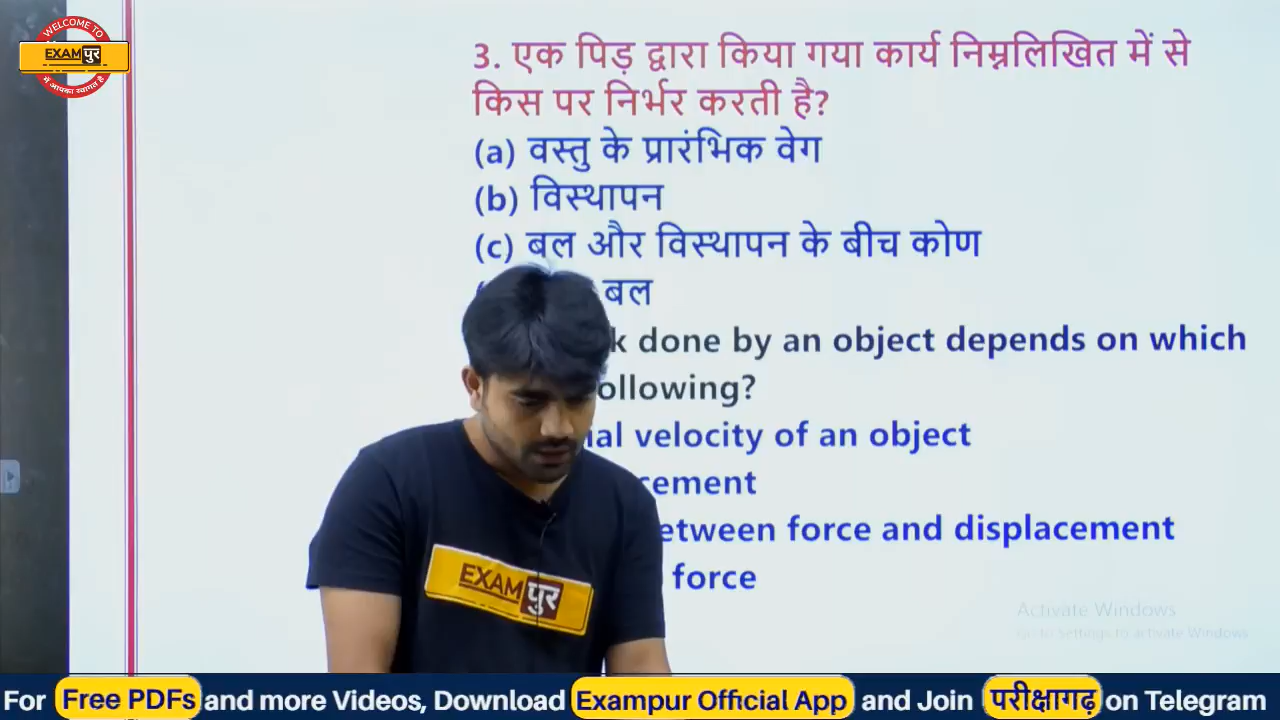 WELCOME TO
EXAMपुर
में आपका स्वागत है
3. एक पिड़ द्वारा किया गया कार्य निम्नलिखित में से
किस पर निर्भर करती है?
(a) वस्तु के प्रारंभिक वेग
(b) विस्थापन
(c) बल और विस्थापन के बीच कोण
बल
done by an object depends on which
ollowing?
velocity of an object
cement
etween force and displacement
force
EXAMपुर
Activate Windows
Go to Settings to activate Windows
For Free PDFs and more Videos, Download Exampur Official App and Join परीक्षागढ़ on Telegram